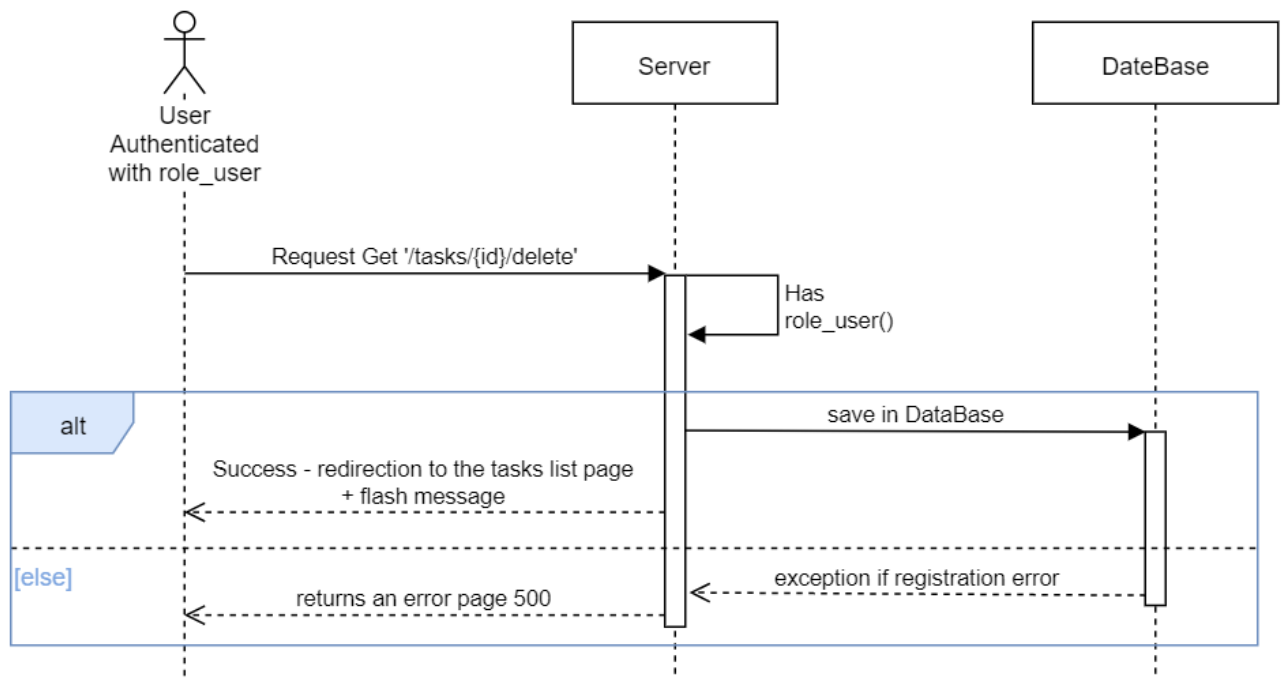 User
Authenticated
with role_user
Server
DateBase
Request Get '/tasks/{id}/delete'
Has
role_user()
alt
save in DataBase
Success - redirection to the tasks list page
+ flash message
[else]
exception if registration error
returns an error page 500